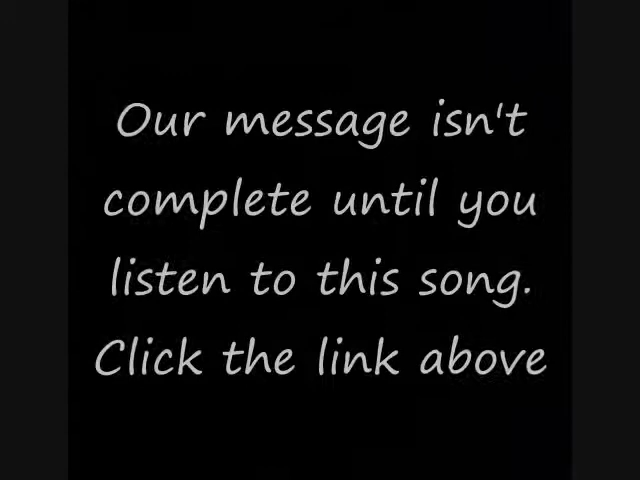 Our message isn't
complete until you
listen to this song.
Click the link above